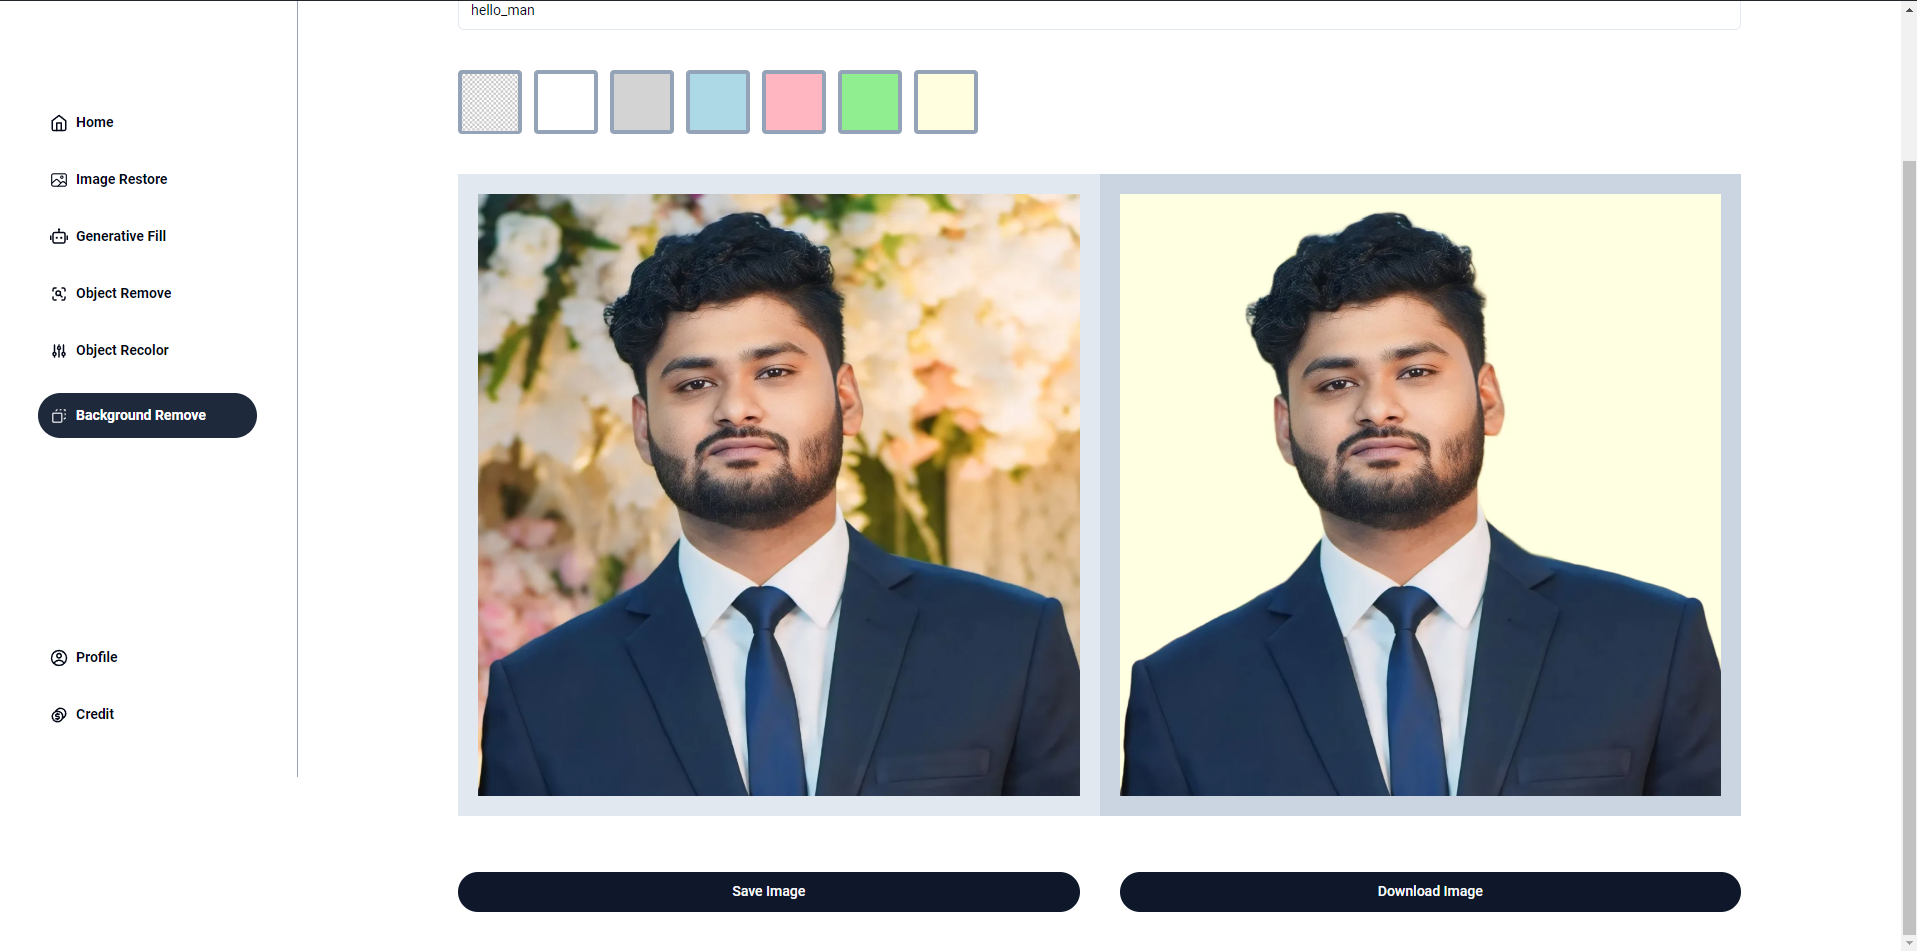 hello_man
Home
Image Restore
Generative Fill
Object Remove
Object Recolor
Background Remove
Profile
Credit
Save Image
Download Image